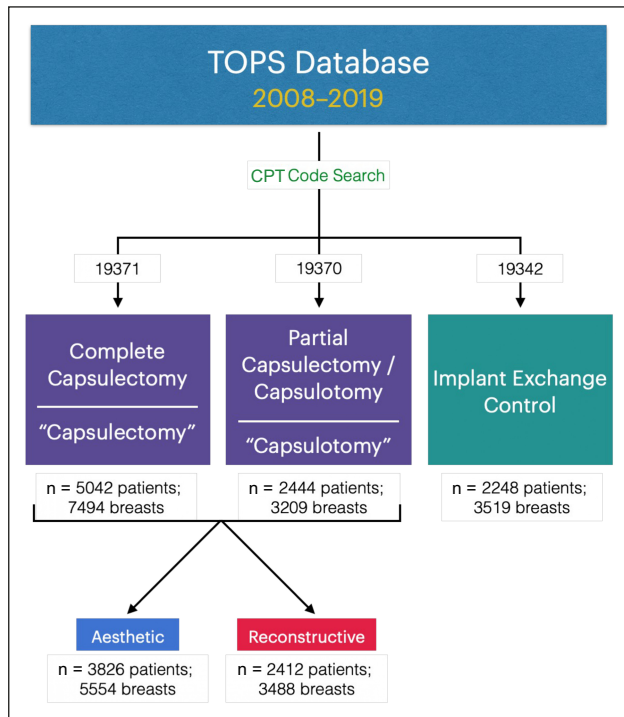 TOPS Database
2008–2019
CPT Code Search
19371
19370
19342
Complete
Capsulectomy
“Capsulectomy”
Partial
Capsulectomy /
Capsulotomy
“Capsulotomy”
Implant Exchange
Control
n = 5042 patients;
7494 breasts
n = 2444 patients;
3209 breasts
n = 2248 patients;
3519 breasts
Aesthetic
n = 3826 patients;
5554 breasts
Reconstructive
n = 2412 patients;
3488 breasts